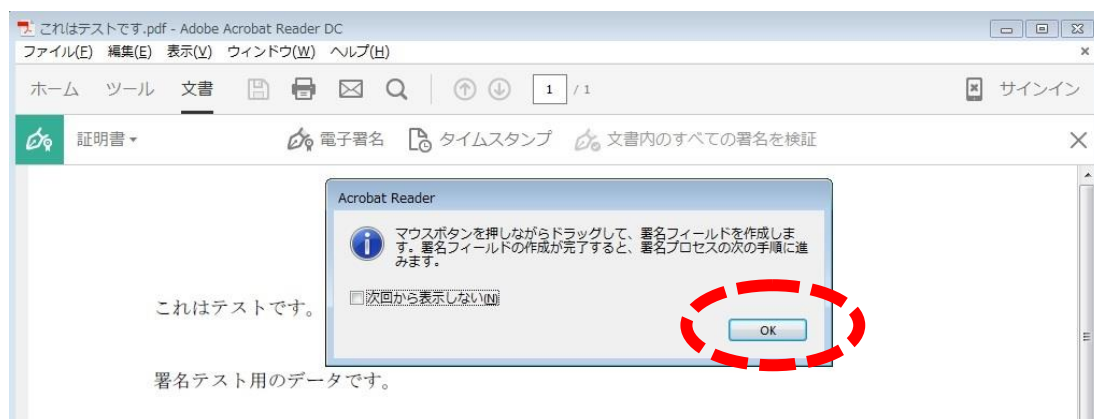 これはテストです.pdf - Adobe Acrobat Reader DC
ファイル(F) 編集(E) 表示(V) ウィンドウ(W) ヘルプ(H)
ホーム ツール 文書 1 / 1 サインイン
証明書 電子署名 タイムスタンプ 文書内のすべての署名を検証
Acrobat Reader
マウスボタンを押しながらドラッグして、署名フィールドを作成しま
す。署名フィールドの作成が完了すると、署名プロセスの次の手順に進
みます。
次回から表示しない(N)
これはテストです。
OK
署名テスト用のデータです。